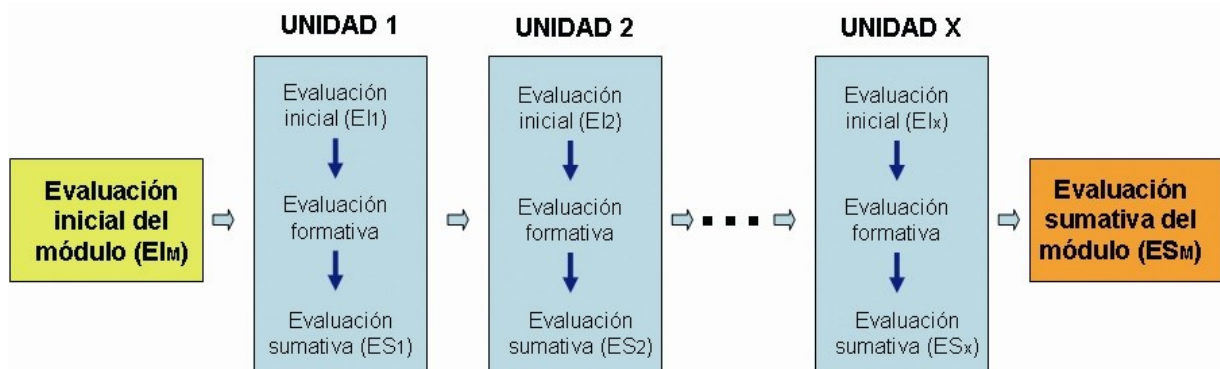 UNIDAD 1
UNIDAD 2
UNIDAD X
Evaluación
inicial del
módulo (EIM)
Evaluación
inicial (EI1)
Evaluación
formativa
Evaluación
sumativa (ES1)
Evaluación
inicial (EI2)
Evaluación
formativa
Evaluación
sumativa (ES2)
Evaluación
inicial (EIx)
Evaluación
formativa
Evaluación
sumativa (ESx)
Evaluación
sumativa del
módulo (ESM)